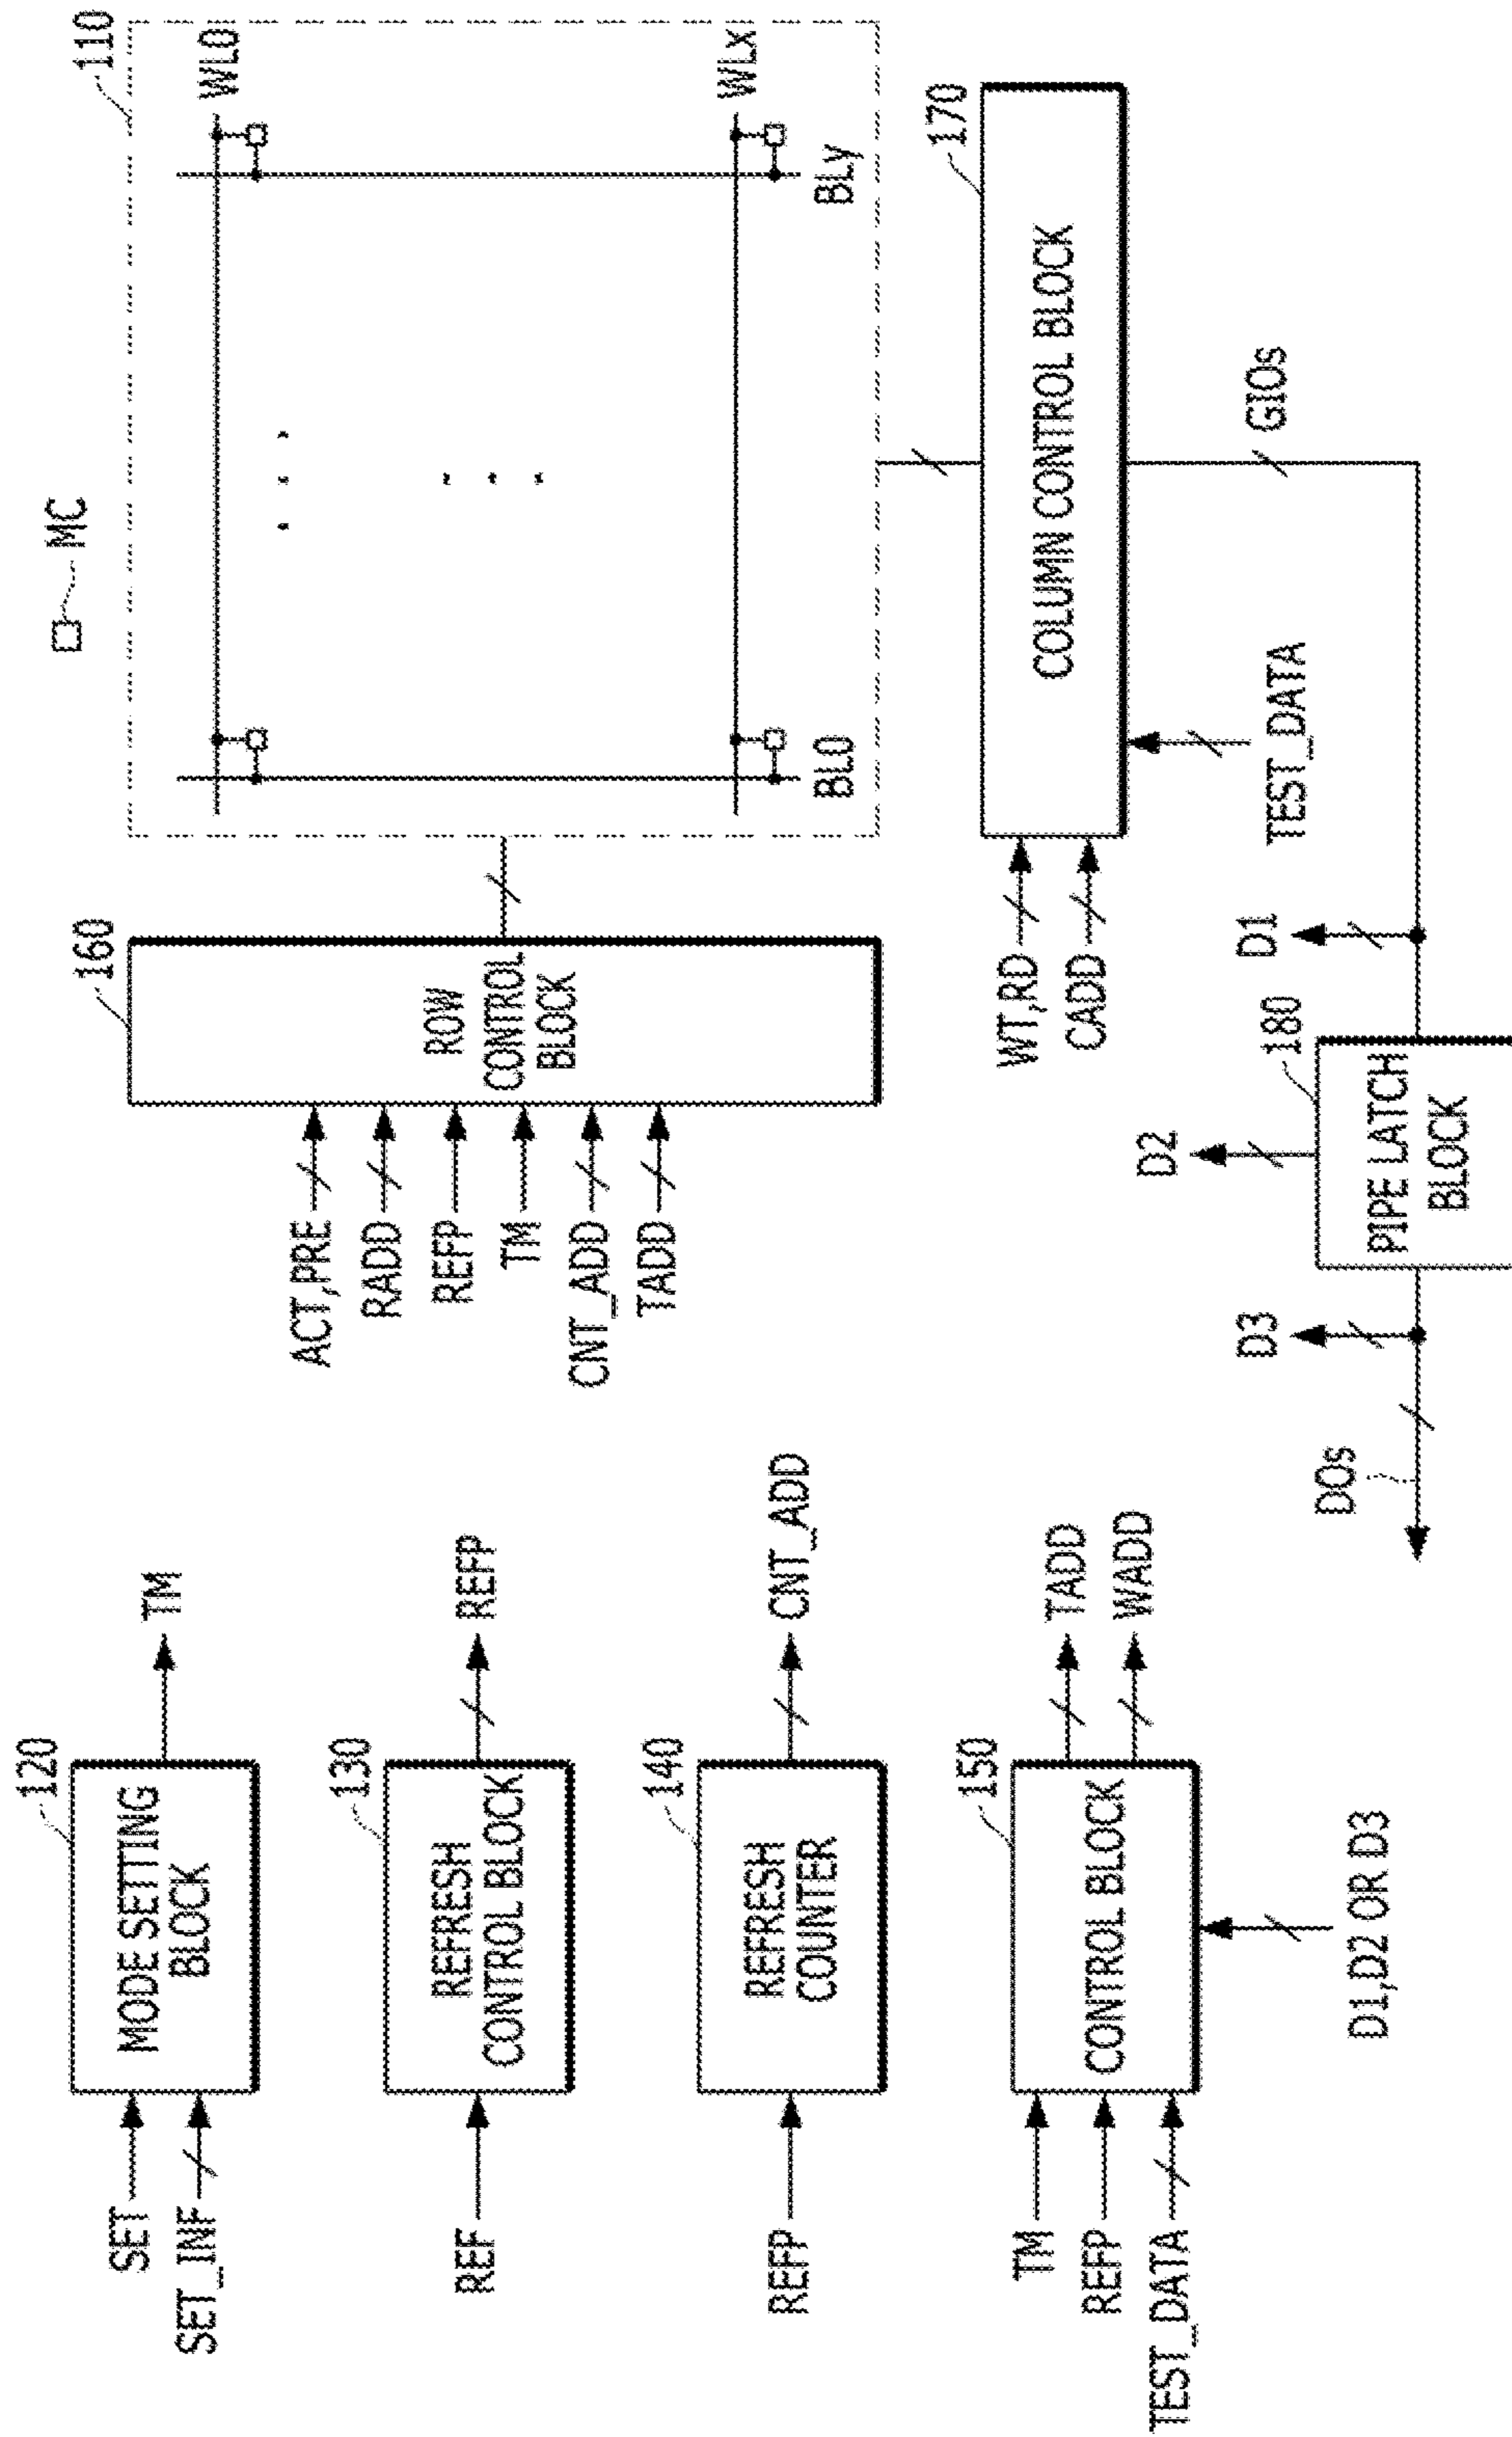 MC
110
WL0
WLx
BL0
BLy
120
MODE SETTING
BLOCK
SET
SET_INF
TM
130
REFRESH
CONTROL BLOCK
REF
REFP
140
REFRESH
COUNTER
REFP
CNT_ADD
150
CONTROL BLOCK
TM
REFP
TEST_DATA
TADD
WADD
D1,D2 OR D3
160
ROW
CONTROL
BLOCK
ACT,PRE
RADD
REFP
TM
CNT_ADD
TADD
170
COLUMN CONTROL BLOCK
WT,RD
CADD
TEST_DATA
GIOs
180
PIPE LATCH
BLOCK
D1
D2
D3
DOs